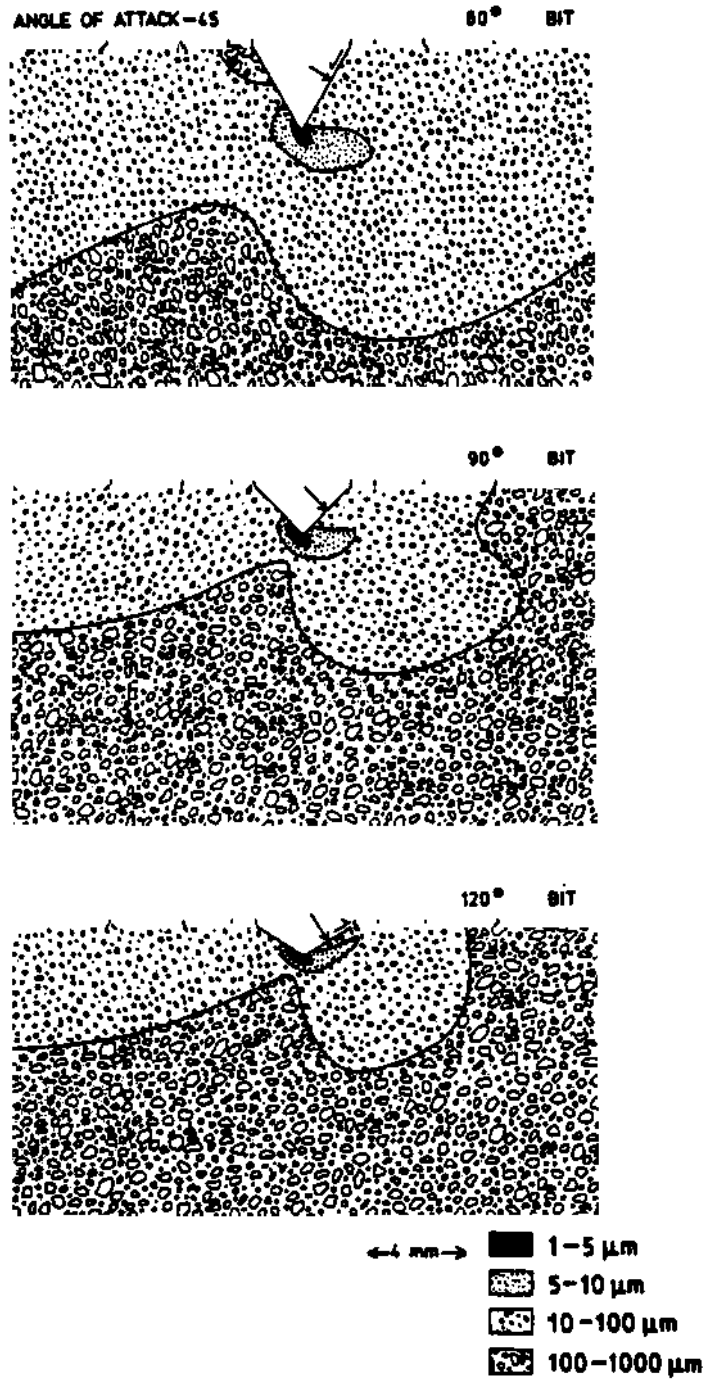 ANGLE OF ATTACK-45 60° BIT
90° BIT
120° BIT
4 mm
1-5 μm
5-10 μm
10-100 μm
100-1000 μm